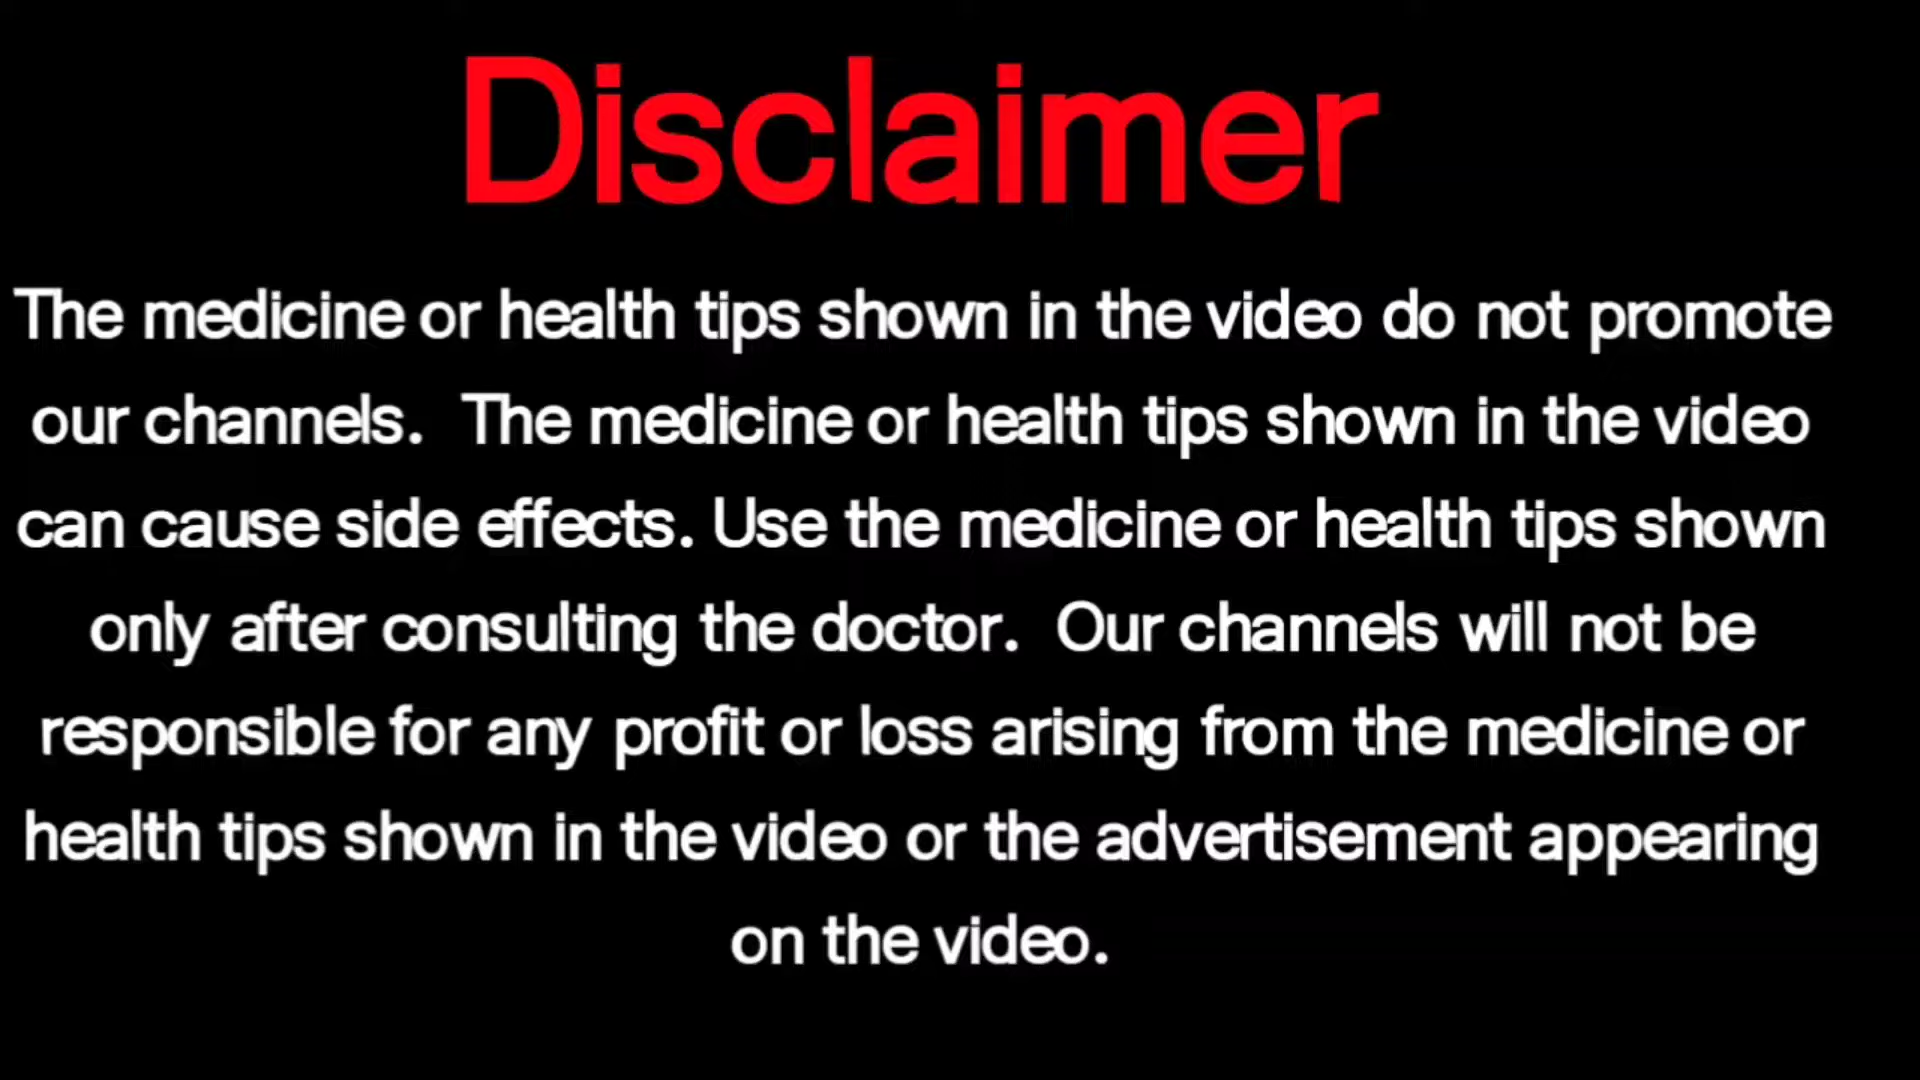 Disclaimer
The medicine or health tips shown in the video do not promote
our channels. The medicine or health tips shown in the video
can cause side effects. Use the medicine or health tips shown
only after consulting the doctor. Our channels will not be
responsible for any profit or loss arising from the medicine or
health tips shown in the video or the advertisement appearing
on the video.